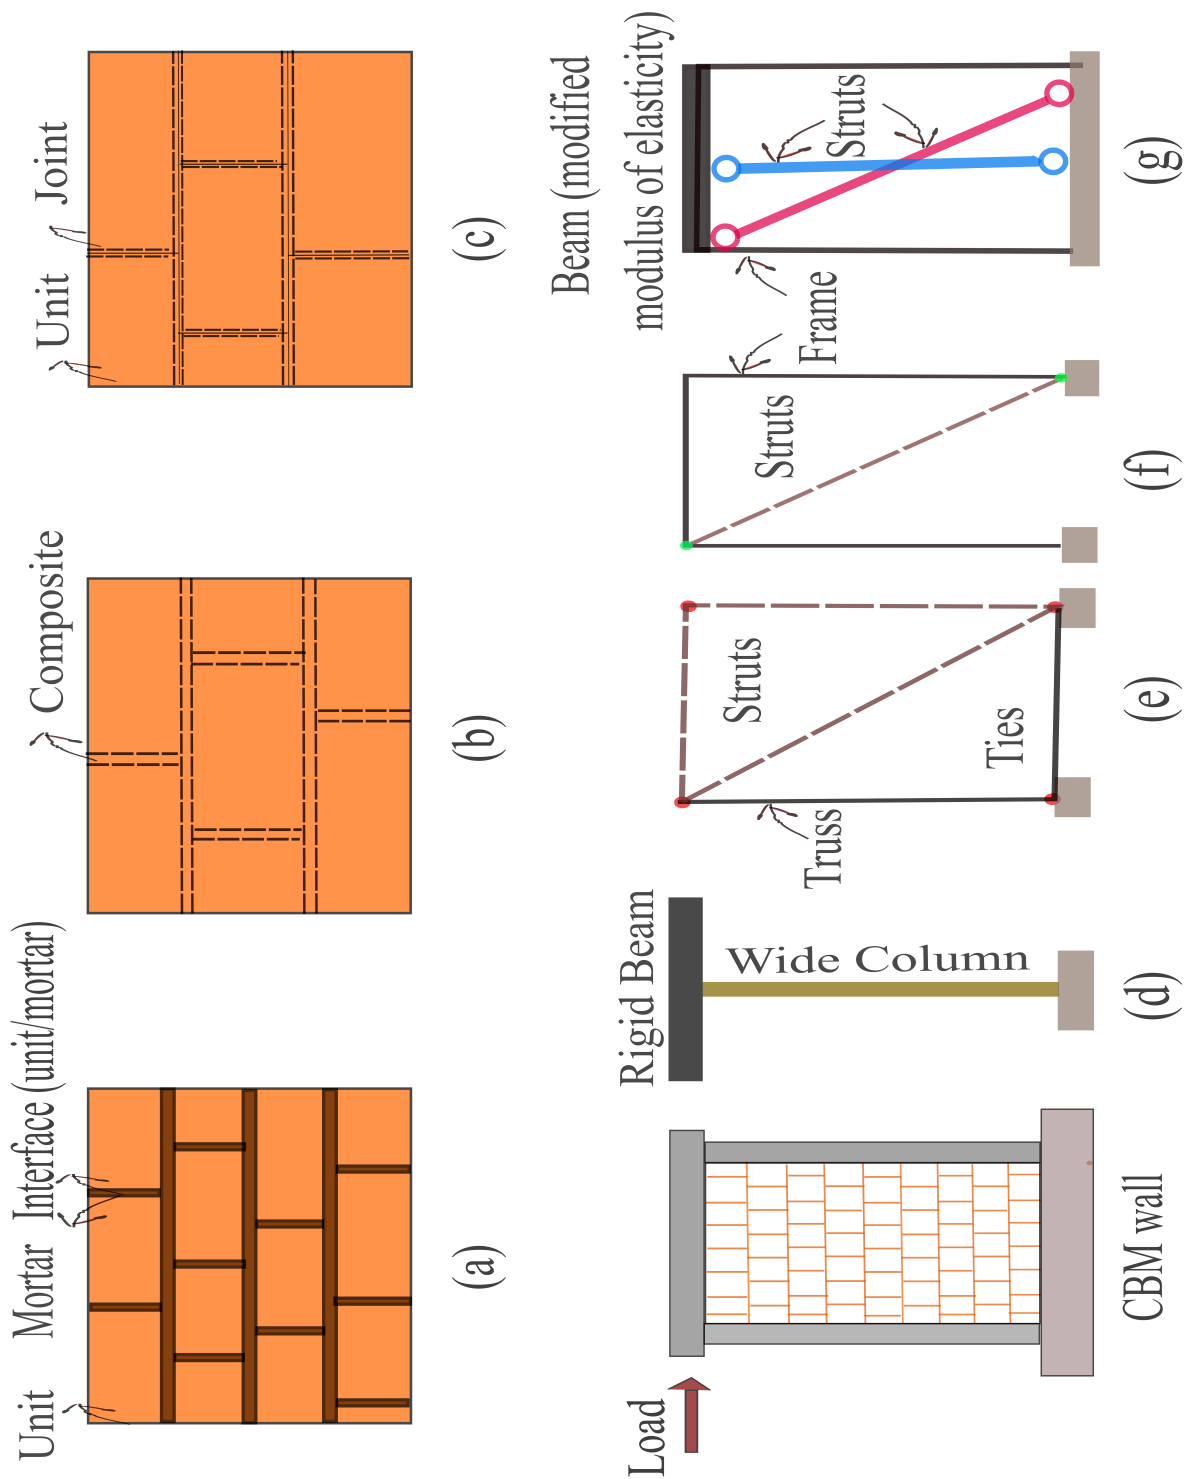 Unit Mortar Interface (unit/mortar)
Composite
Unit Joint
(a)
(b)
(c)
Load
Rigid Beam
Wide Column
Truss
Struts
Ties
Struts
Frame
Beam (modified
modulus of elasticity)
Struts
CBM wall
(d)
(e)
(f)
(g)